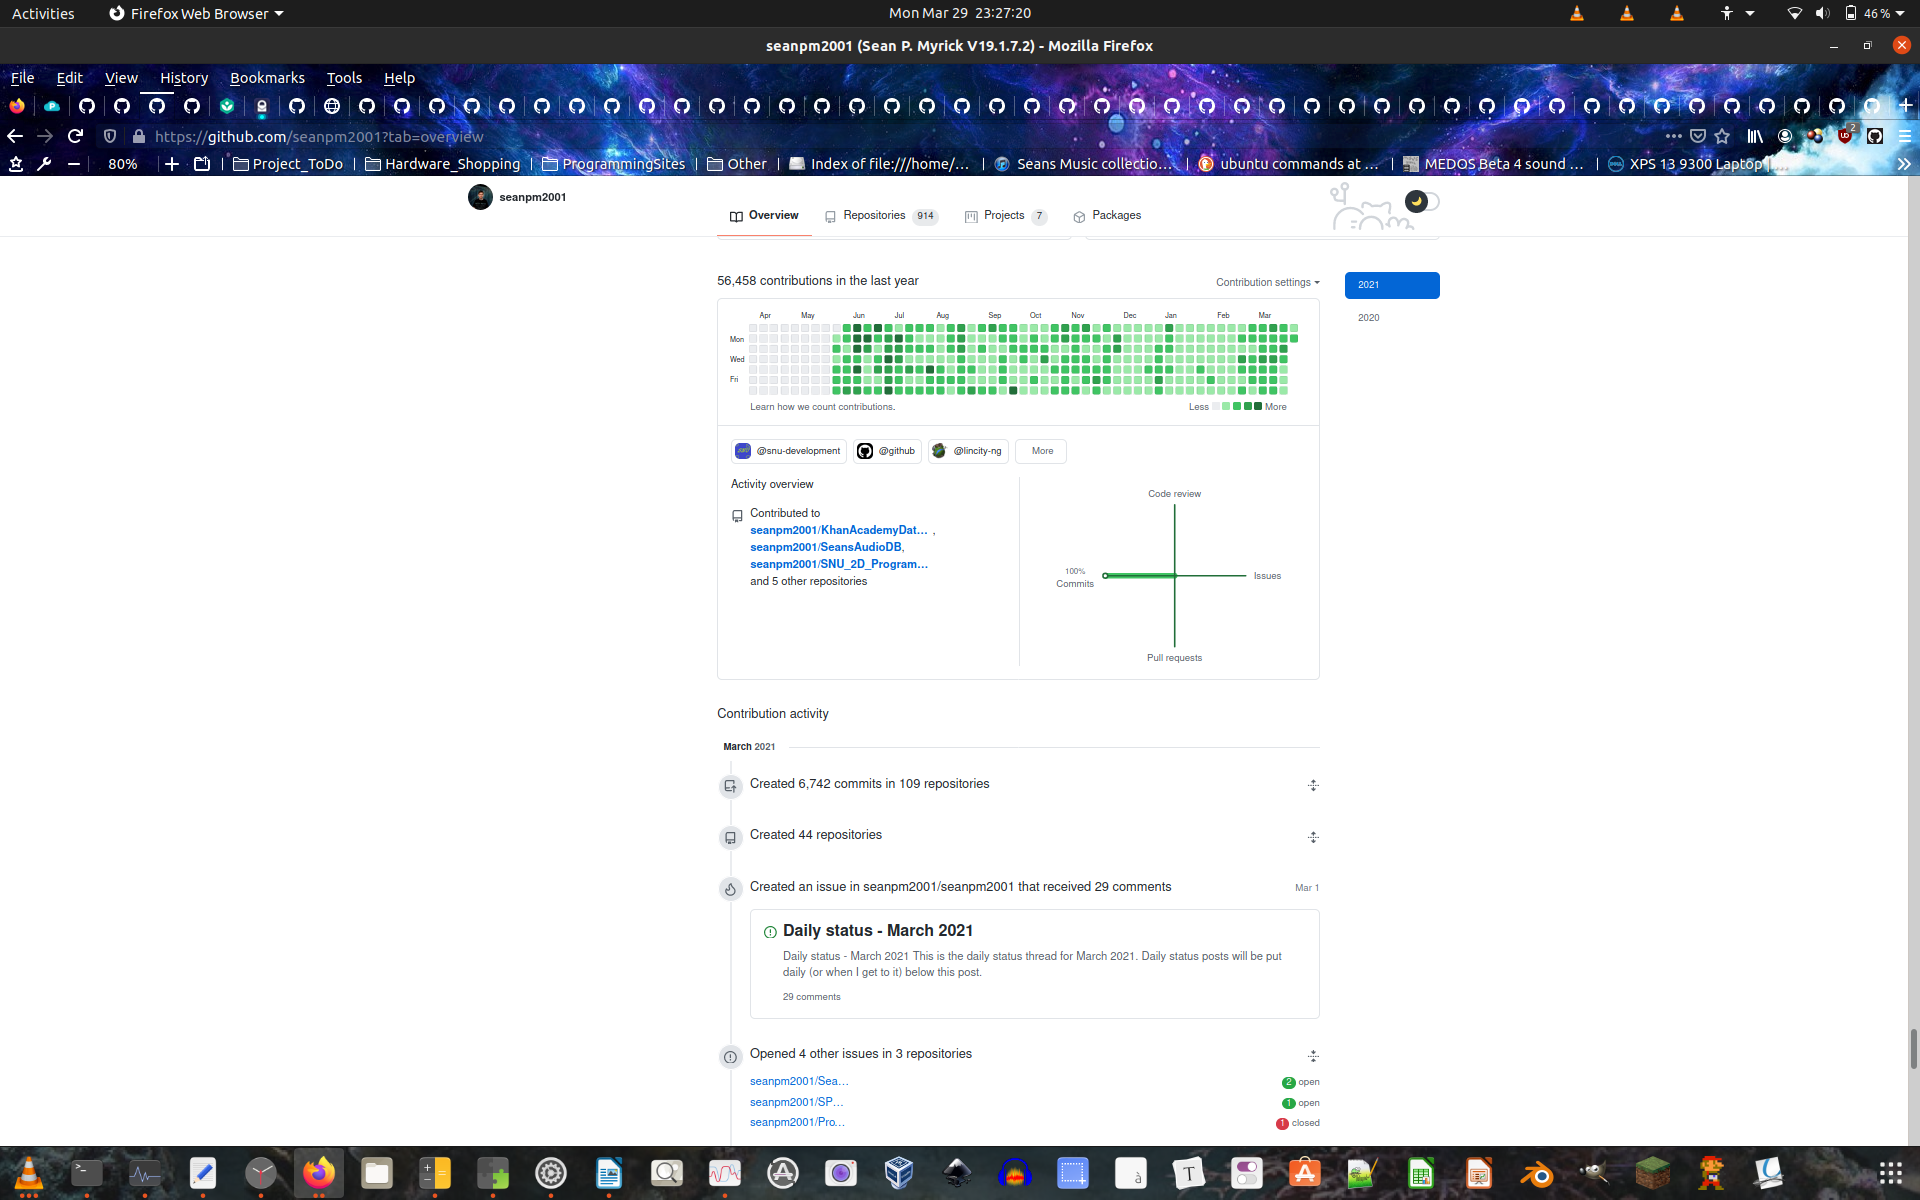 Activities
Firefox Web Browser
Mon Mar 29 23:27:20
46 %
seanpm2001 (Sean P. Myrick V19.1.7.2) - Mozilla Firefox
File Edit View History Bookmarks Tools Help
https://github.com/seanpm2001?tab=overview
2
80%
Project_ToDo
Hardware_Shopping
ProgrammingSites
Other
Index of file:///home/…
Seans Music collectio…
ubuntu commands at …
MEDOS Beta 4 sound …
XPS 13 9300 Laptop |…
seanpm2001
Overview
Repositories 914
Projects 7
Packages
56,458 contributions in the last year
Contribution settings
2021
2020
Apr May Jun Jul Aug Sep Oct Nov Dec Jan Feb Mar
Mon
Wed
Fri
Learn how we count contributions.
Less More
@snu-development
@github
@lincity-ng
More
Activity overview
Contributed to
seanpm2001/KhanAcademyDat… ,
seanpm2001/SeansAudioDB,
seanpm2001/SNU_2D_Program…
and 5 other repositories
Code review
100%
Commits
Issues
Pull requests
Contribution activity
March 2021
Created 6,742 commits in 109 repositories
Created 44 repositories
Created an issue in seanpm2001/seanpm2001 that received 29 comments
Mar 1
Daily status - March 2021
Daily status - March 2021 This is the daily status thread for March 2021. Daily status posts will be put
daily (or when I get to it) below this post.
29 comments
Opened 4 other issues in 3 repositories
seanpm2001/Sea…
2 open
seanpm2001/SP…
1 open
seanpm2001/Pro…
1 closed